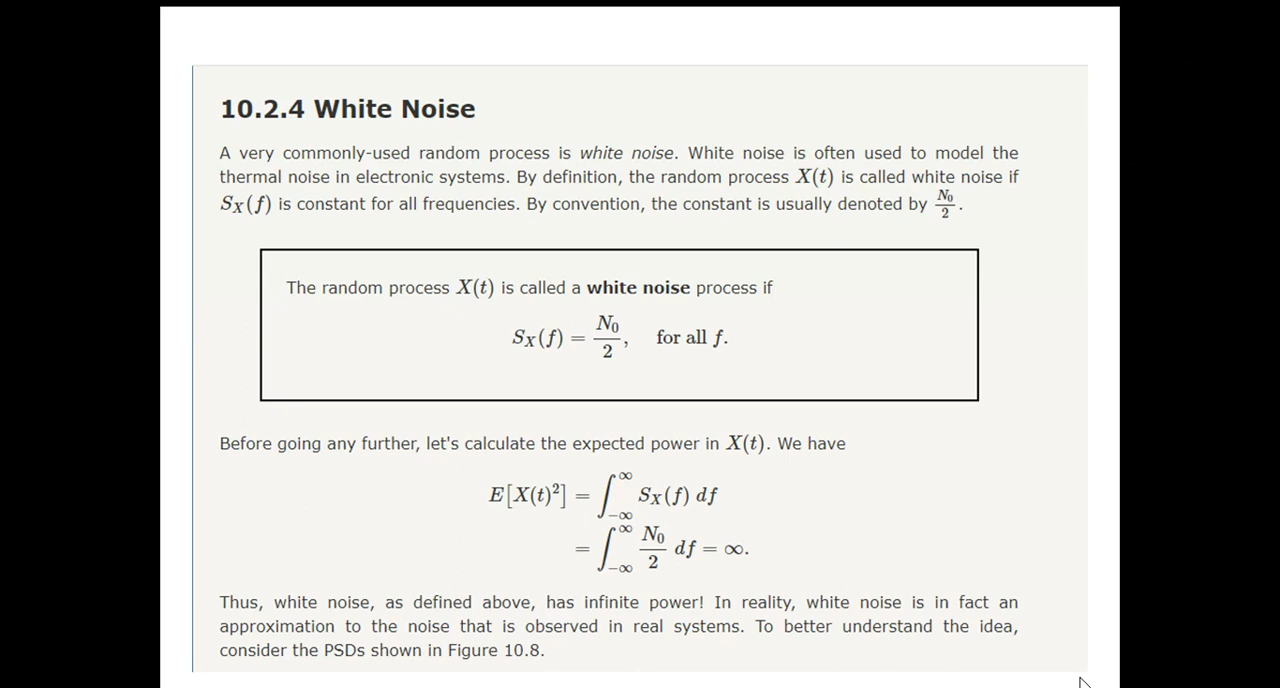 10.2.4 White Noise
A very commonly-used random process is white noise. White noise is often used to model the
thermal noise in electronic systems. By definition, the random process X(t) is called white noise if
S_X(f) is constant for all frequencies. By convention, the constant is usually denoted by N₀/2.
The random process X(t) is called a white noise process if
S_X(f) = N₀/2, for all f.
Before going any further, let's calculate the expected power in X(t). We have
E[X(t)²] = ∫_{-∞}^{∞} S_X(f) df
= ∫_{-∞}^{∞} N₀/2 df = ∞.
Thus, white noise, as defined above, has infinite power! In reality, white noise is in fact an
approximation to the noise that is observed in real systems. To better understand the idea,
consider the PSDs shown in Figure 10.8.